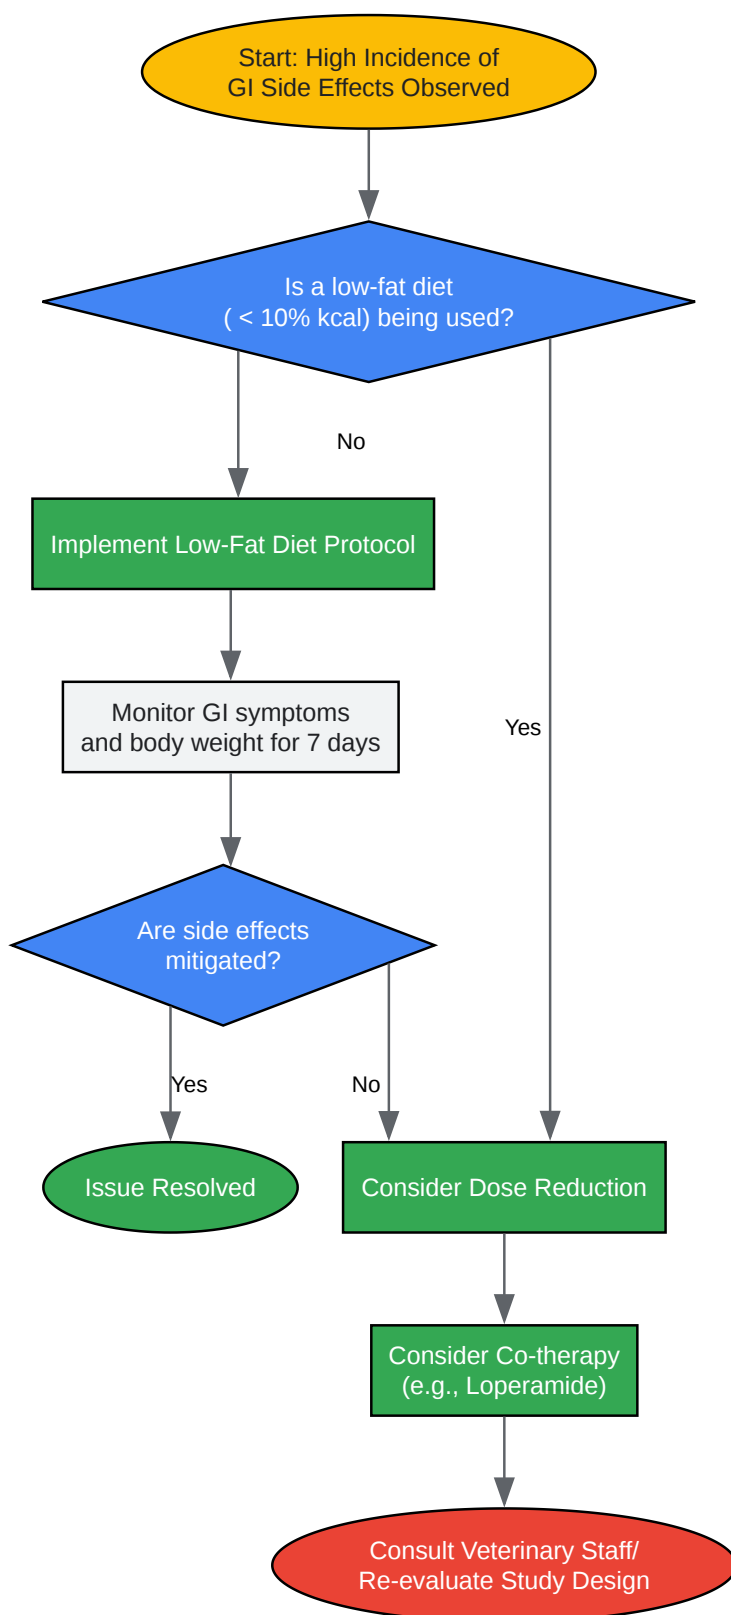 Start: High Incidence of
GI Side Effects Observed
Is a low-fat diet
( < 10% kcal) being used?
No
Implement Low-Fat Diet Protocol
Monitor GI symptoms
and body weight for 7 days
Yes
Are side effects
mitigated?
Yes
No
Issue Resolved
Consider Dose Reduction
Consider Co-therapy
(e.g., Loperamide)
Consult Veterinary Staff/
Re-evaluate Study Design